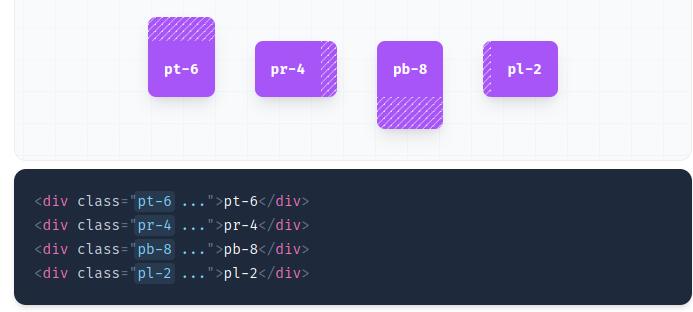 pt-6 pr-4 pb-8 pl-2
<div class="pt-6 ...">pt-6</div>
<div class="pr-4 ...">pr-4</div>
<div class="pb-8 ...">pb-8</div>
<div class="pl-2 ...">pl-2</div>